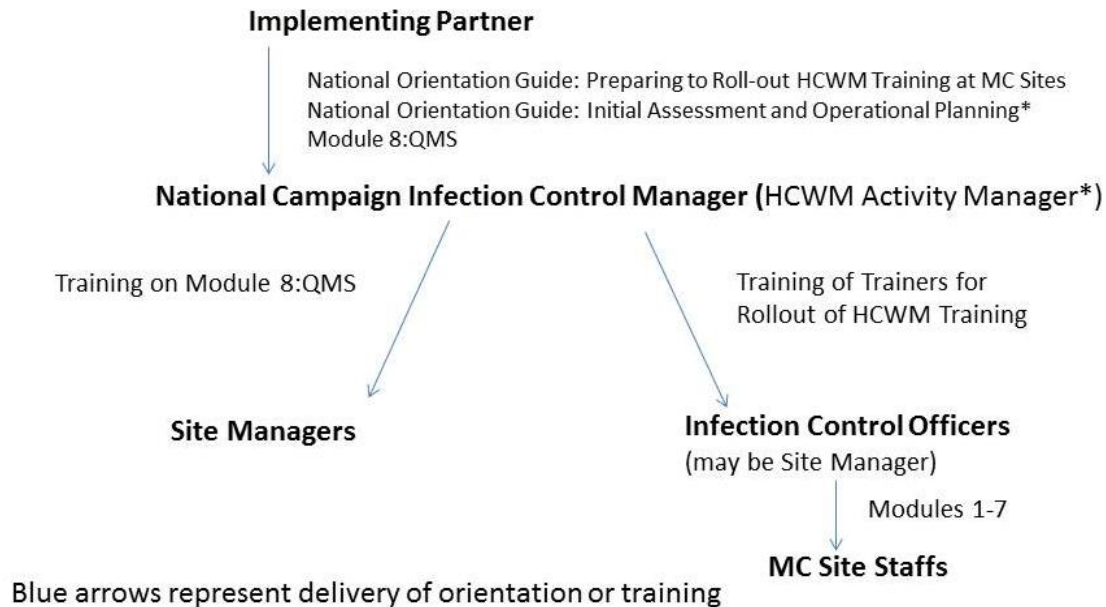 Implementing Partner
National Orientation Guide: Preparing to Roll-out HCWM Training at MC Sites
National Orientation Guide: Initial Assessment and Operational Planning*
Module 8:QMS
National Campaign Infection Control Manager (HCWM Activity Manager*)
Training on Module 8:QMS
Training of Trainers for
Rollout of HCWM Training
Site Managers
Infection Control Officers
(may be Site Manager)
Modules 1-7
MC Site Staffs
Blue arrows represent delivery of orientation or training